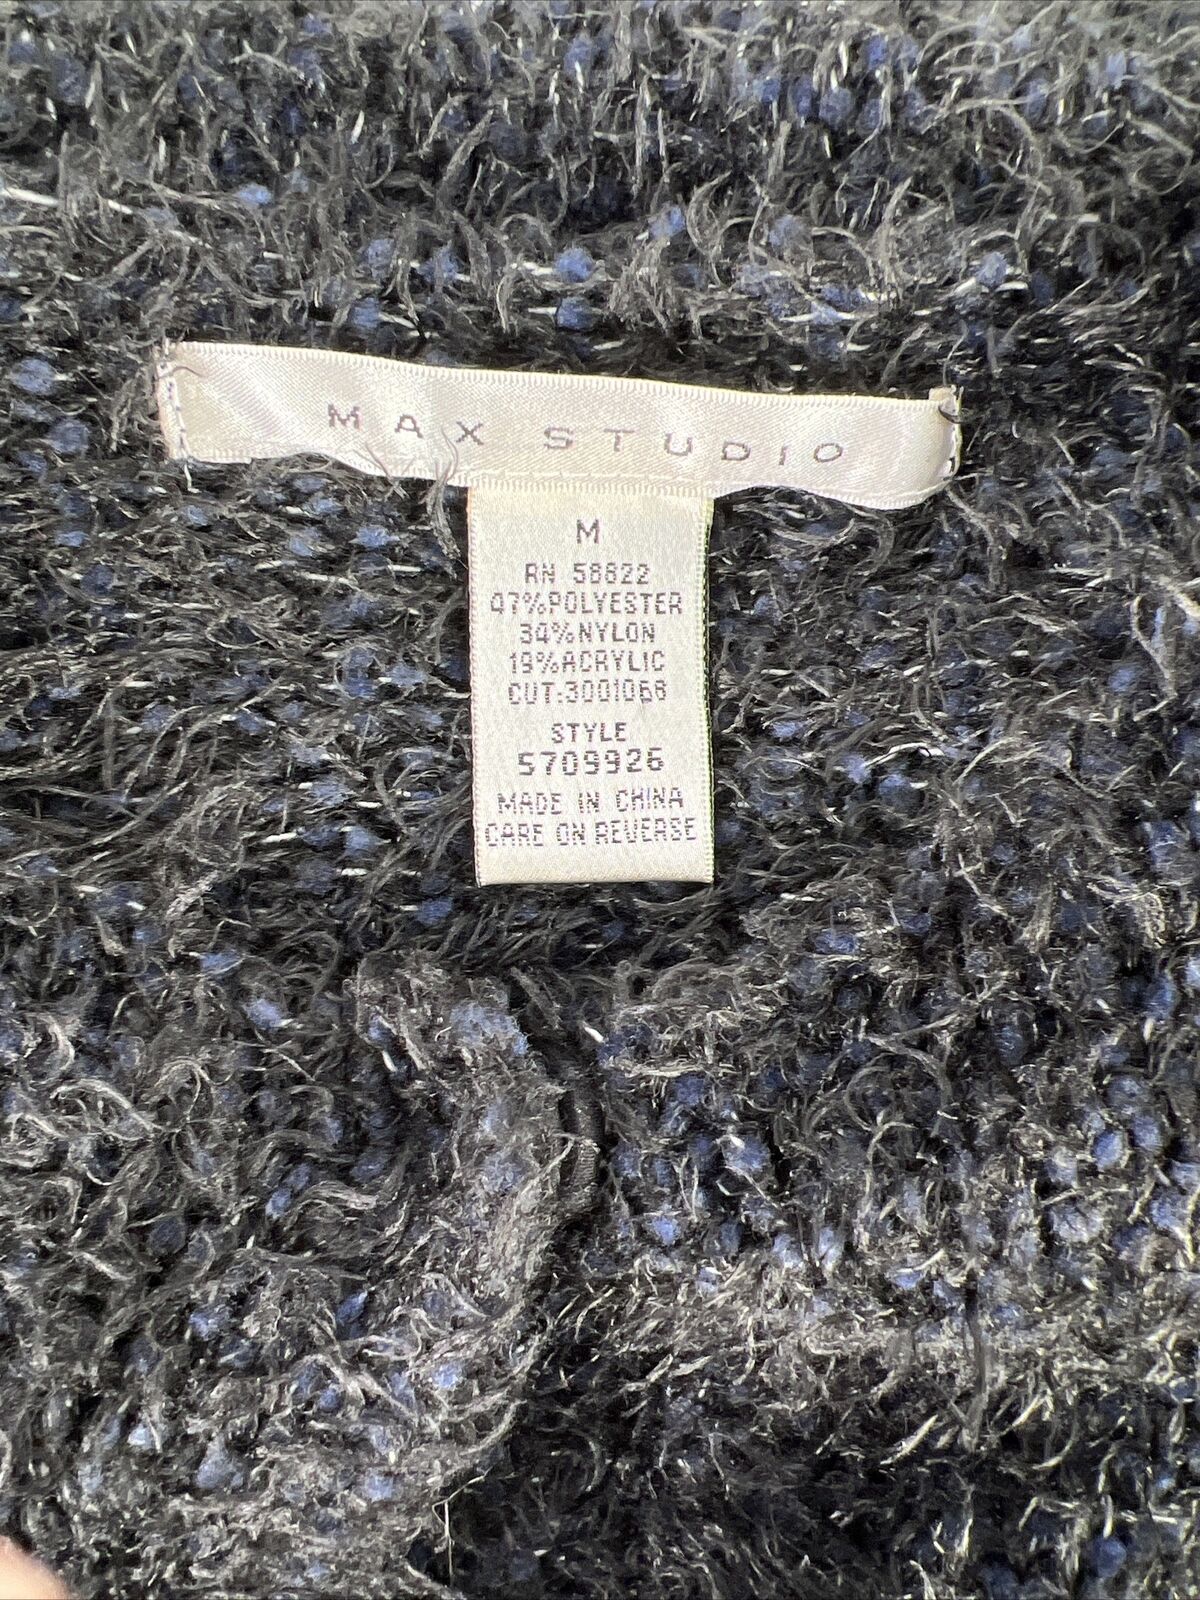 MAX STUDIO
M
RN 58822
47%POLYESTER
34%NYLON
19%ACRYLIC
CUT:3001066
STYLE
5709926
MADE IN CHINA
CARE ON REVERSE